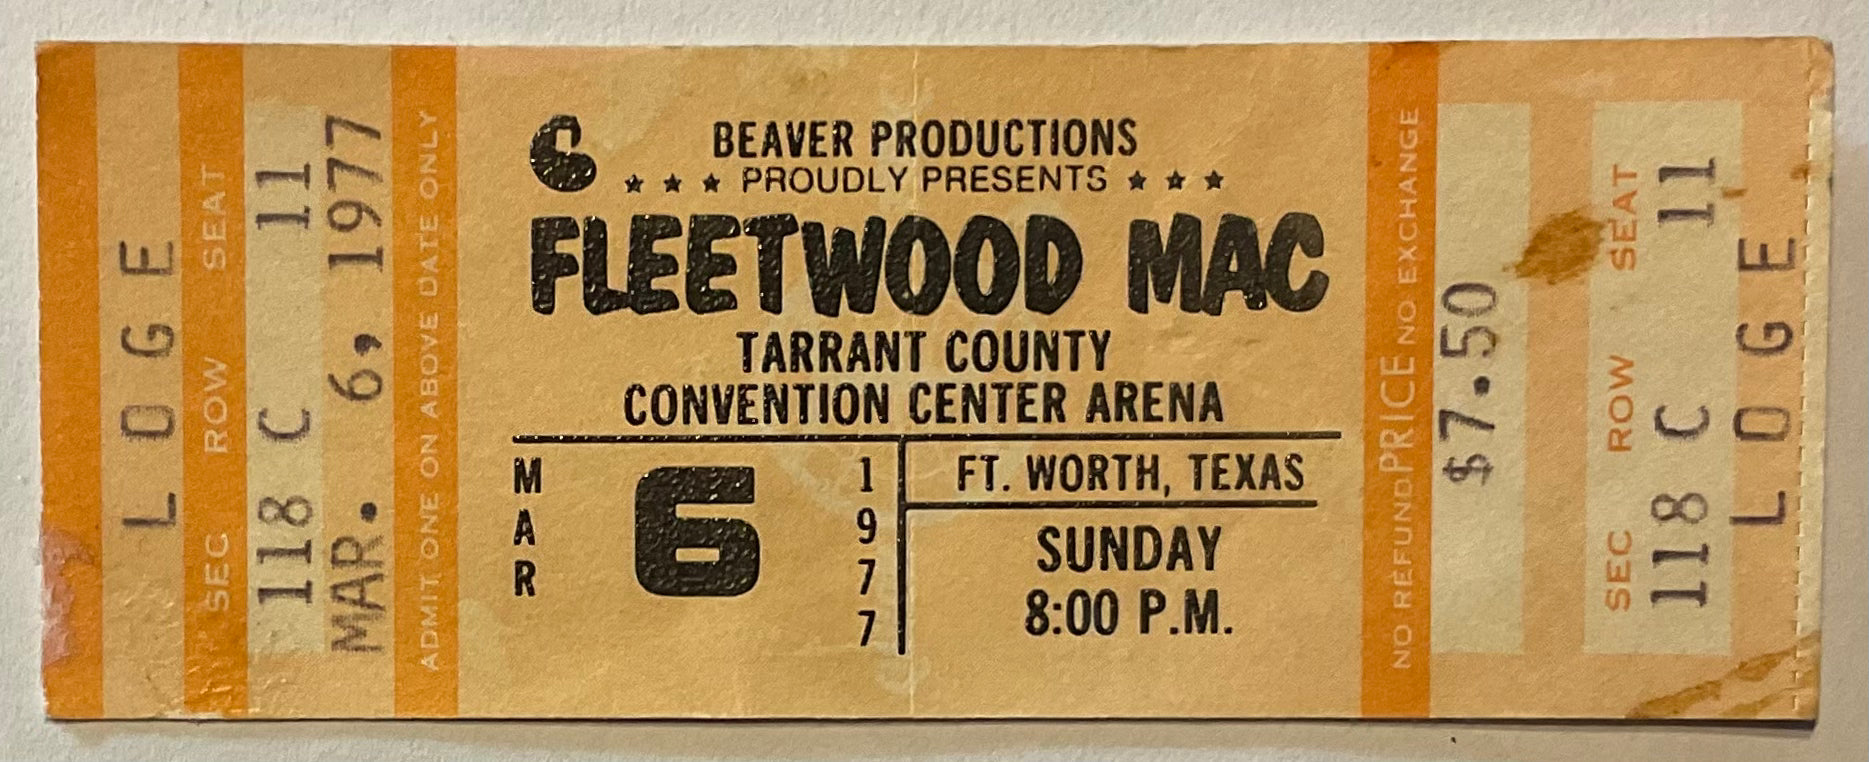 LOGE
SEC ROW SEAT
118 C 11
MAR. 6, 1977
ADMIT ONE ON ABOVE DATE ONLY
BEAVER PRODUCTIONS
★ ★ ★ PROUDLY PRESENTS ★ ★ ★
FLEETWOOD MAC
TARRANT COUNTY
CONVENTION CENTER ARENA
MAR 6 1977
FT. WORTH, TEXAS
SUNDAY
8:00 P.M.
NO REFUND PRICE NO EXCHANGE
$7.50
SEC ROW SEAT
118 C 11
LOGE